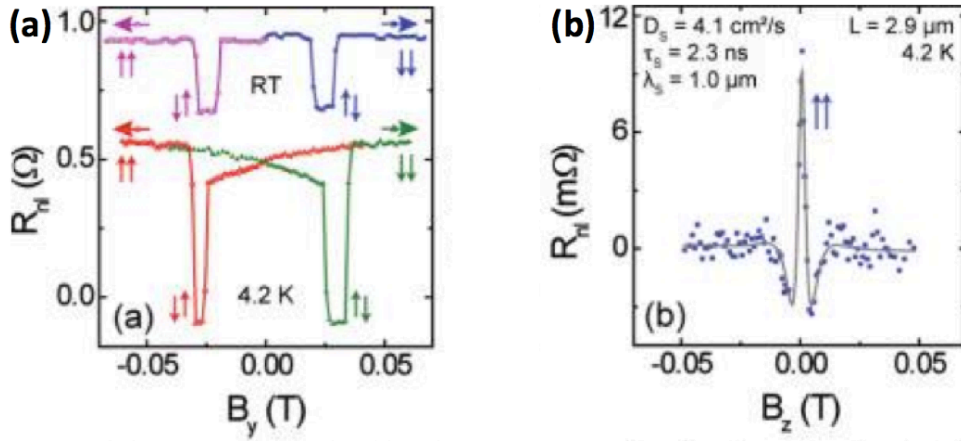 (a)
1.0
RT
R_nl (Ω)
0.5
0.0
4.2 K
(a)
-0.05 0.00 0.05
B_y (T)
(b)
12
D_S = 4.1 cm²/s
τ_S = 2.3 ns
λ_S = 1.0 μm
L = 2.9 μm
4.2 K
R_nl (mΩ)
6
0
(b)
-0.05 0.00 0.05
B_z (T)